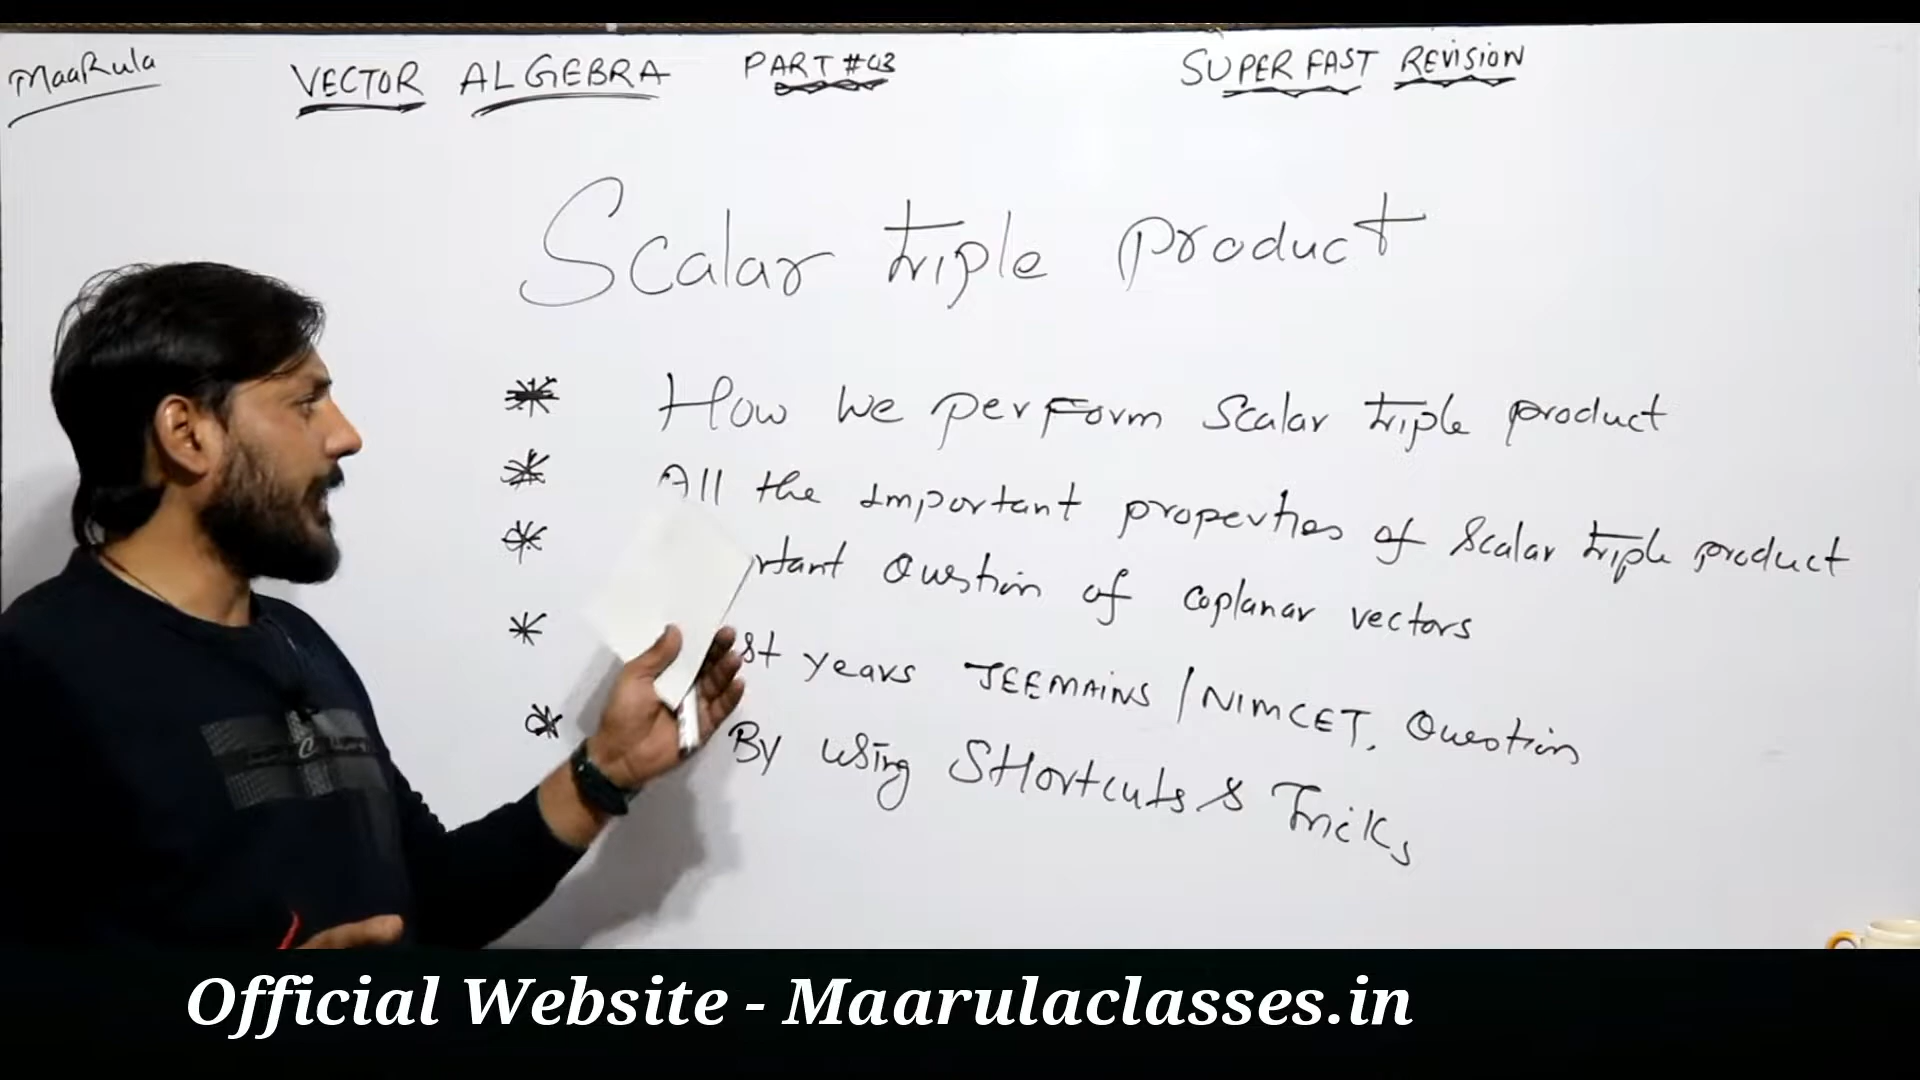 MaaRula VECTOR ALGEBRA PART #03 SUPER FAST REVISION
Scalar triple product
* How we perform scalar triple product
* All the important properties of scalar triple product
* rtant Question of coplanar vectors
* st years JEEMAINS / NIMCET, Question
* By using SHortcuts & Tricks
Official Website - Maarulaclasses.in